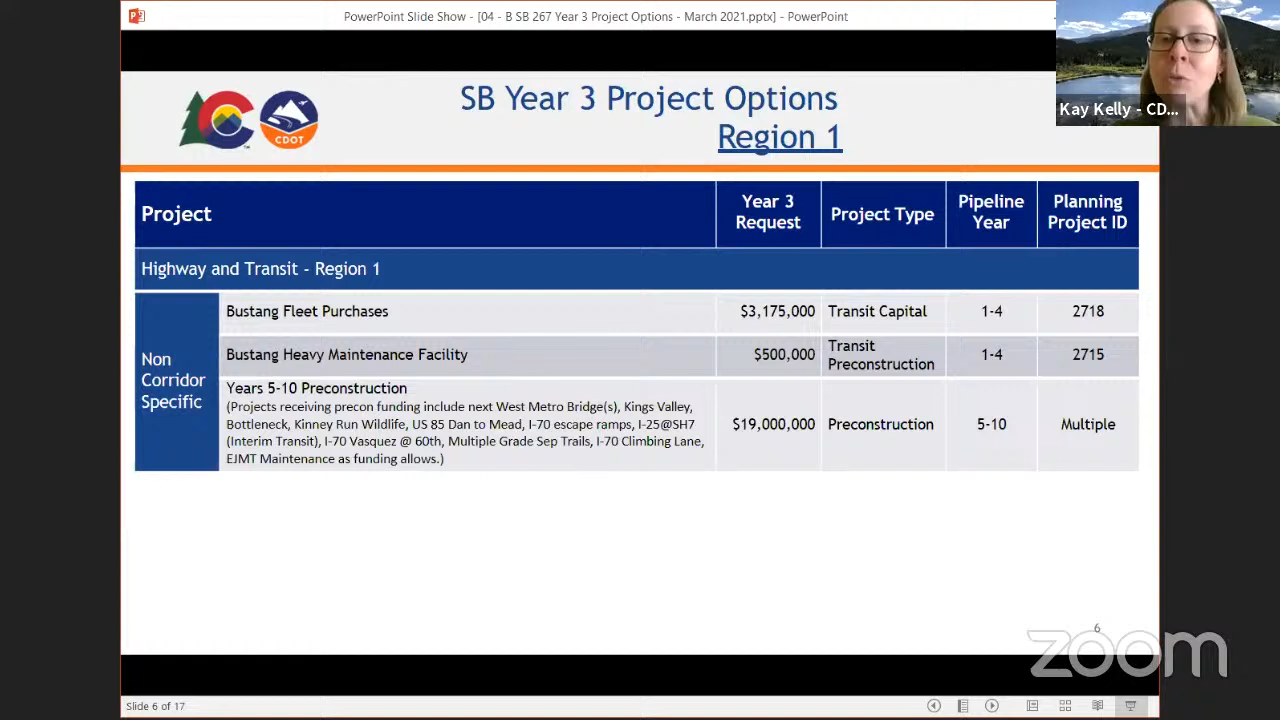 PowerPoint Slide Show - [04 - B SB 267 Year 3 Project Options - March 2021.pptx] - PowerPoint
Kay Kelly - CD...
CDOT
SB Year 3 Project Options
Region 1
Project
Year 3
Request
Project Type
Pipeline
Year
Planning
Project ID
Highway and Transit - Region 1
Non
Corridor
Specific
Bustang Fleet Purchases
$3,175,000
Transit Capital
1-4
2718
Bustang Heavy Maintenance Facility
$500,000
Transit
Preconstruction
1-4
2715
Years 5-10 Preconstruction
(Projects receiving precon funding include next West Metro Bridge(s), Kings Valley,
Bottleneck, Kinney Run Wildlife, US 85 Dan to Mead, I-70 escape ramps, I-25@SH7
(Interim Transit), I-70 Vasquez @ 60th, Multiple Grade Sep Trails, I-70 Climbing Lane,
EJMT Maintenance as funding allows.)
$19,000,000
Preconstruction
5-10
Multiple
6
zoom
Slide 6 of 17